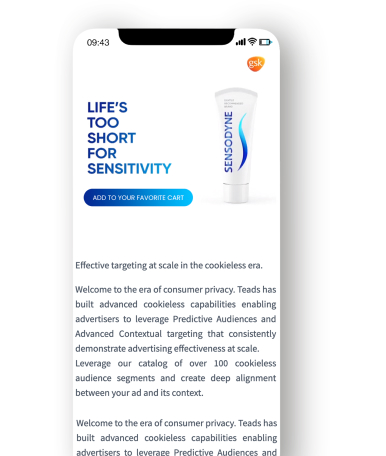 09:43
gsk
LIFE'S
TOO
SHORT
FOR
SENSITIVITY
SENSODYNE
ADD TO YOUR FAVORITE CART
Effective targeting at scale in the cookieless era.
Welcome to the era of consumer privacy. Teads has
built advanced cookieless capabilities enabling
advertisers to leverage Predictive Audiences and
Advanced Contextual targeting that consistently
demonstrate advertising effectiveness at scale.
Leverage our catalog of over 100 cookieless
audience segments and create deep alignment
between your ad and its context.
Welcome to the era of consumer privacy. Teads has
built advanced cookieless capabilities enabling
advertisers to leverage Predictive Audiences and